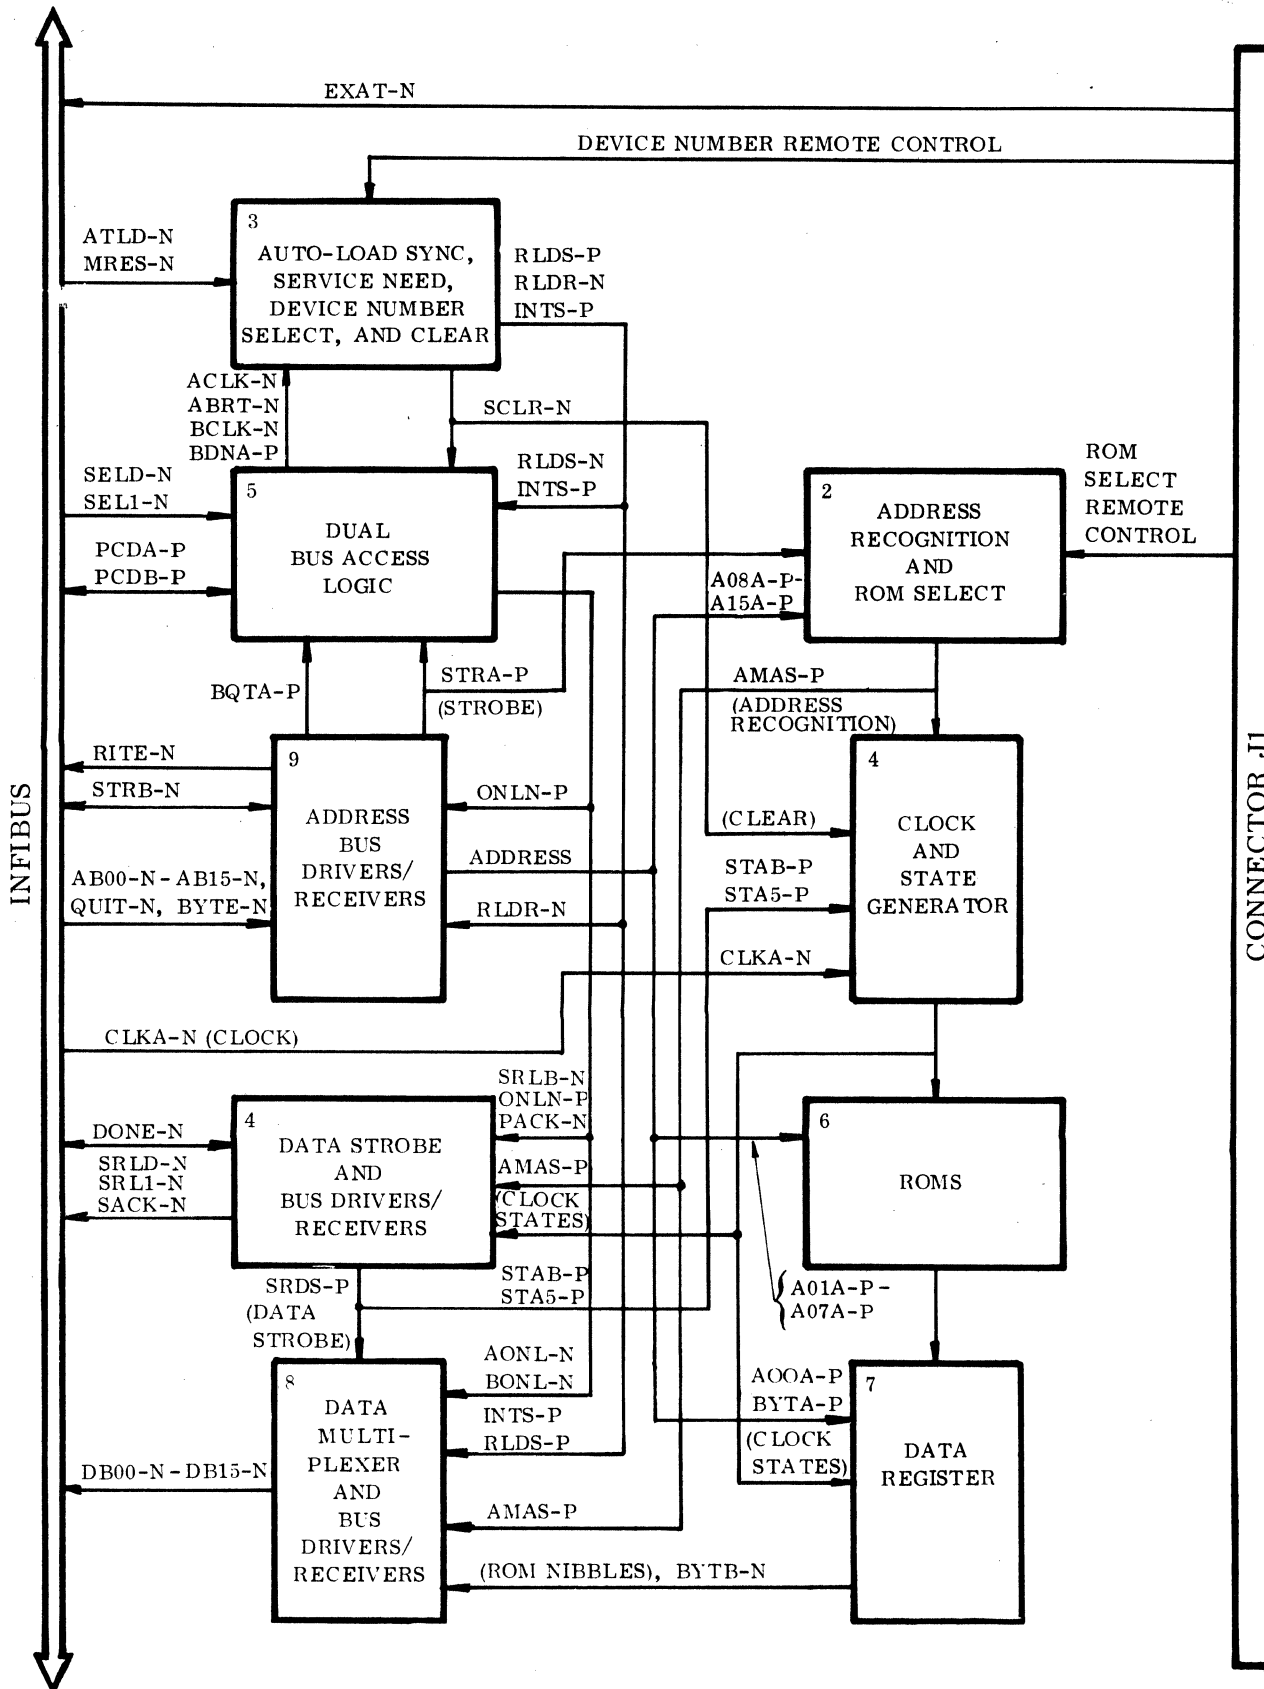 EXAT-N
DEVICE NUMBER REMOTE CONTROL
ATLD-N
MRES-N
3
AUTO-LOAD SYNC,
SERVICE NEED,
DEVICE NUMBER
SELECT, AND CLEAR
RLDS-P
RLDR-N
INTS-P
ACLK-N
ABRT-N
BCLK-N
BDNA-P
SCLR-N
SELD-N
SEL1-N
PCDA-P
PCDB-P
5
DUAL
BUS ACCESS
LOGIC
RLDS-N
INTS-P
2
ADDRESS
RECOGNITION
AND
ROM SELECT
ROM
SELECT
REMOTE
CONTROL
A08A-P-
A15A-P
BQTA-P
STRA-P
(STROBE)
AMAS-P
(ADDRESS
RECOGNITION)
RITE-N
STRB-N
AB00-N-AB15-N,
QUIT-N, BYTE-N
9
ADDRESS
BUS
DRIVERS/
RECEIVERS
ONLN-P
ADDRESS
RLDR-N
4
CLOCK
AND
STATE
GENERATOR
(CLEAR)
STAB-P
STA5-P
CLKA-N
INFIBUS
CONNECTOR J1
CLKA-N (CLOCK)
DONE-N
SRLD-N
SRL1-N
SACK-N
4
DATA STROBE
AND
BUS DRIVERS/
RECEIVERS
SRLB-N
ONLN-P
PACK-N
AMAS-P
(CLOCK
STATES)
6
ROMS
A01A-P-
A07A-P
SRDS-P
(DATA
STROBE)
STAB-P
STA5-P
8
DATA
MULTI-
PLEXER
AND
BUS
DRIVERS/
RECEIVERS
AONL-N
BONL-N
INTS-P
RLDS-P
AMAS-P
DB00-N-DB15-N
7
DATA
REGISTER
AOOA-P
BYTA-P
(CLOCK
STATES)
(ROM NIBBLES), BYTB-N